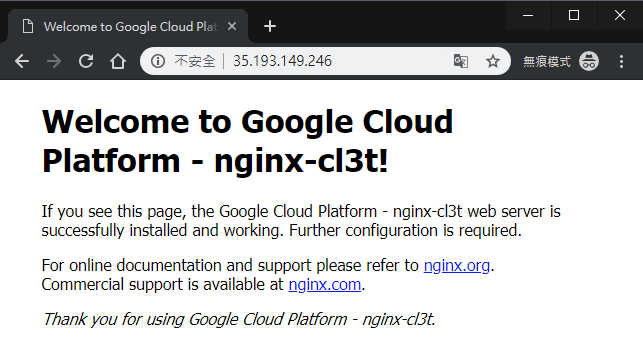 Welcome to Google Cloud Plat
不安全 35.193.149.246 無痕模式
Welcome to Google Cloud
Platform - nginx-cl3t!
If you see this page, the Google Cloud Platform - nginx-cl3t web server is
successfully installed and working. Further configuration is required.
For online documentation and support please refer to nginx.org.
Commercial support is available at nginx.com.
Thank you for using Google Cloud Platform - nginx-cl3t.